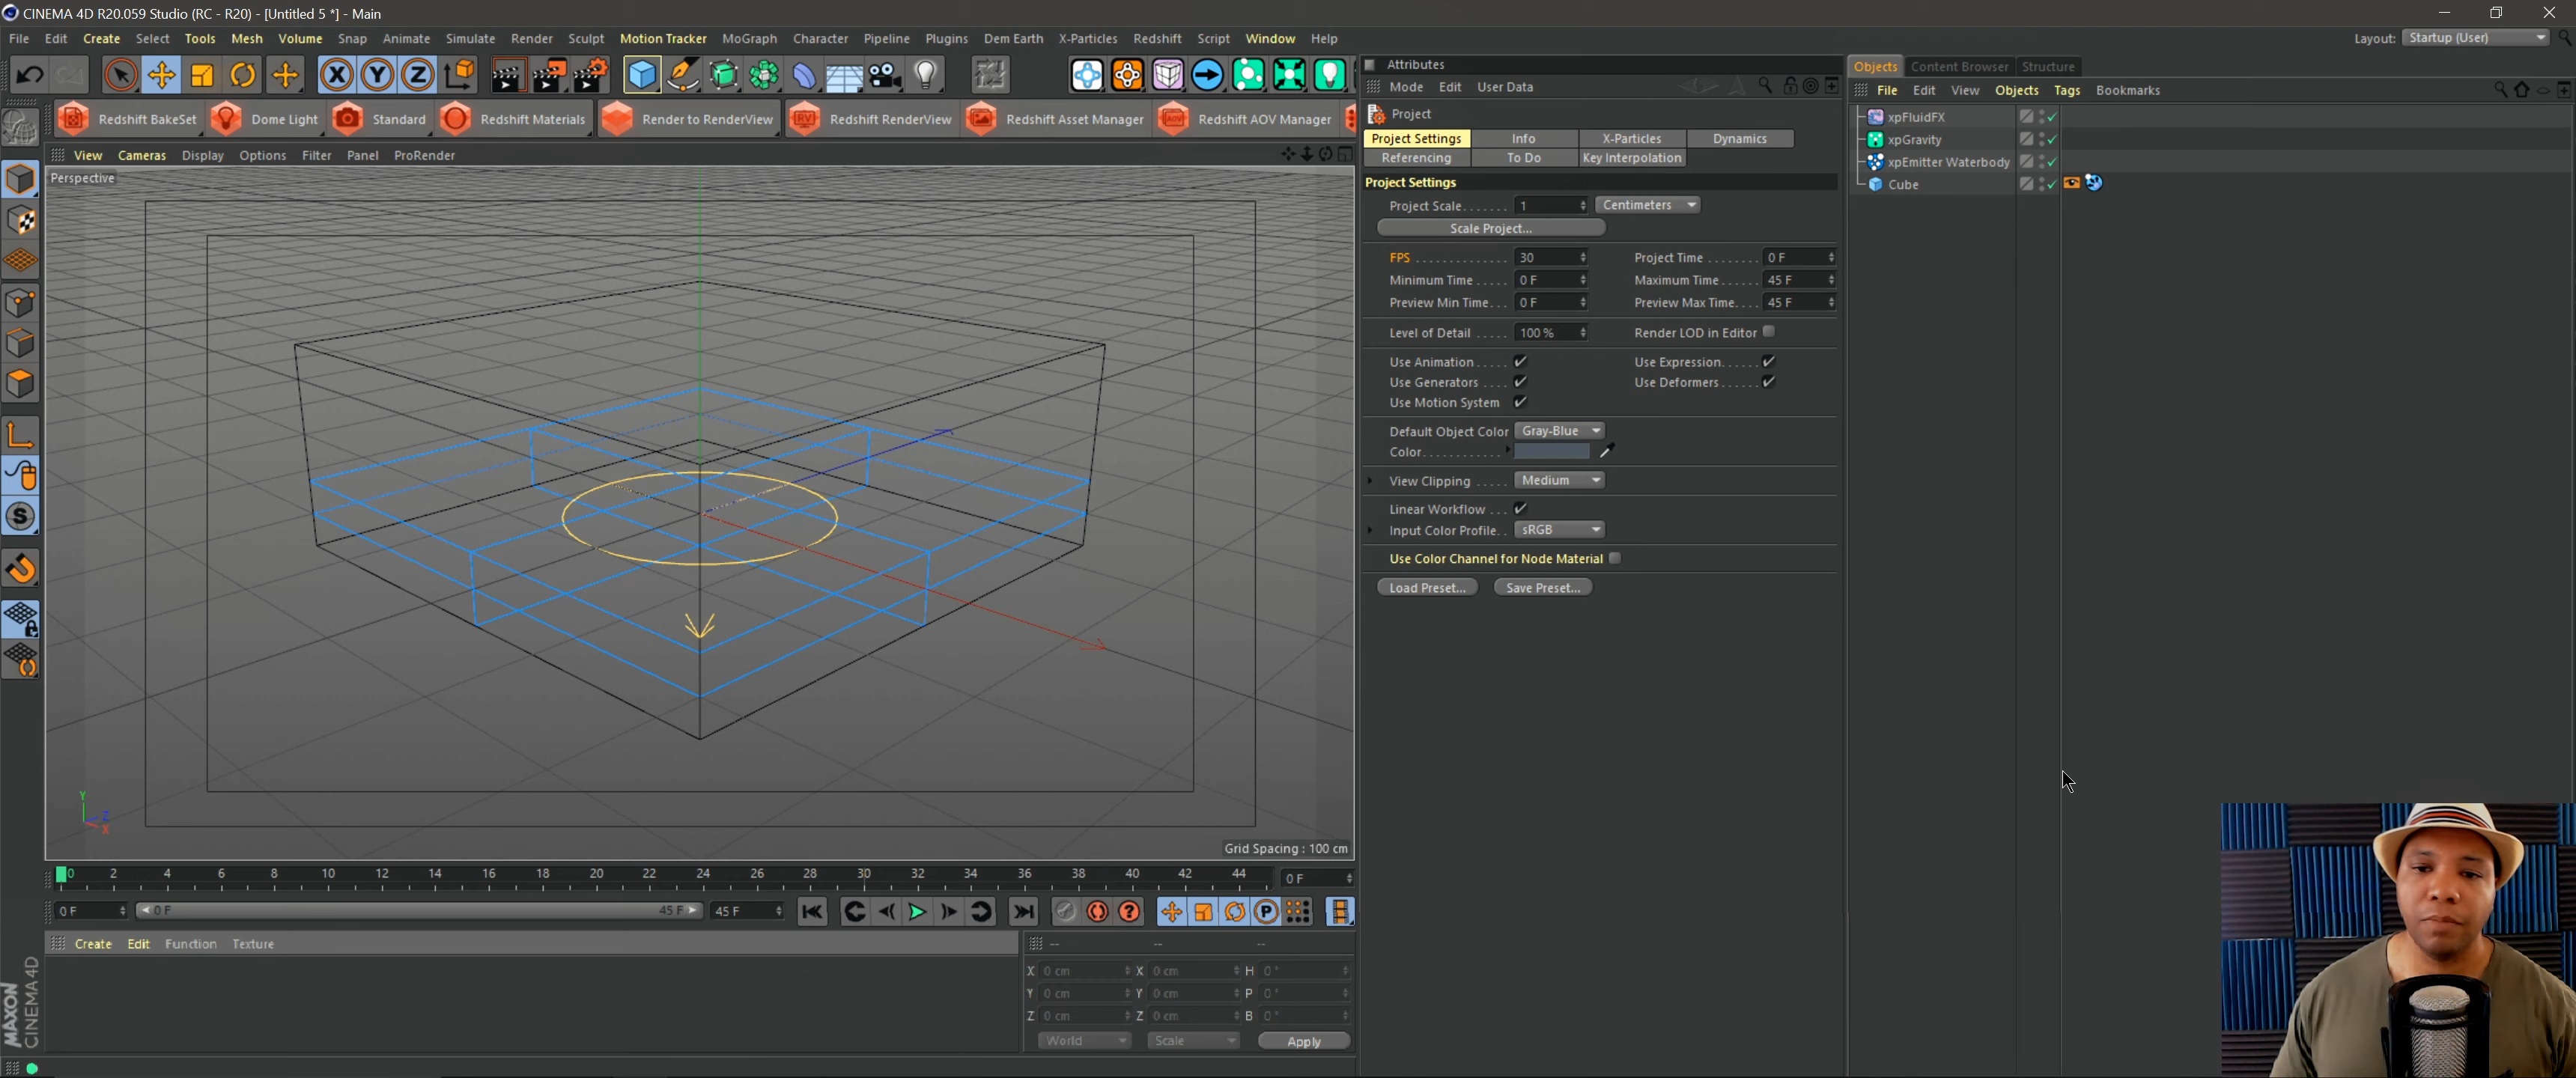 CINEMA 4D R20.059 Studio (RC - R20) - [Untitled 5 *] - Main
File Edit Create Select Tools Mesh Volume Snap Animate Simulate Render Sculpt Motion Tracker MoGraph Character Pipeline Plugins Dem Earth X-Particles Redshift Script Window Help
Layout: Startup (User)
Redshift BakeSet Dome Light Standard Redshift Materials Render to RenderView Redshift RenderView Redshift Asset Manager Redshift AOV Manager
View Cameras Display Options Filter Panel ProRender
Perspective
Grid Spacing : 100 cm
Y
Z
X
0 2 4 6 8 10 12 14 16 18 20 22 24 26 28 30 32 34 36 38 40 42 44 0 F
0 F 0 F 45 F 45 F
Create Edit Function Texture
-- -- --
X 0 cm X 0 cm H 0 °
Y 0 cm Y 0 cm P 0 °
Z 0 cm Z 0 cm B 0 °
World Scale Apply
MAXON
CINEMA 4D
Attributes
Mode Edit User Data
Project
Project Settings Info X-Particles Dynamics
Referencing To Do Key Interpolation
Project Settings
Project Scale....... 1 Centimeters
Scale Project...
FPS ............. 30 Project Time ........ 0 F
Minimum Time... 0 F Maximum Time..... 45 F
Preview Min Time... 0 F Preview Max Time.... 45 F
Level of Detail ..... 100 % Render LOD in Editor
Use Animation..... Use Expression......
Use Generators .... Use Deformers......
Use Motion System
Default Object Color Gray-Blue
Color............
View Clipping ..... Medium
Linear Workflow ...
Input Color Profile.. sRGB
Use Color Channel for Node Material
Load Preset... Save Preset...
Objects Content Browser Structure
File Edit View Objects Tags Bookmarks
xpFluidFX
xpGravity
xpEmitter Waterbody
Cube